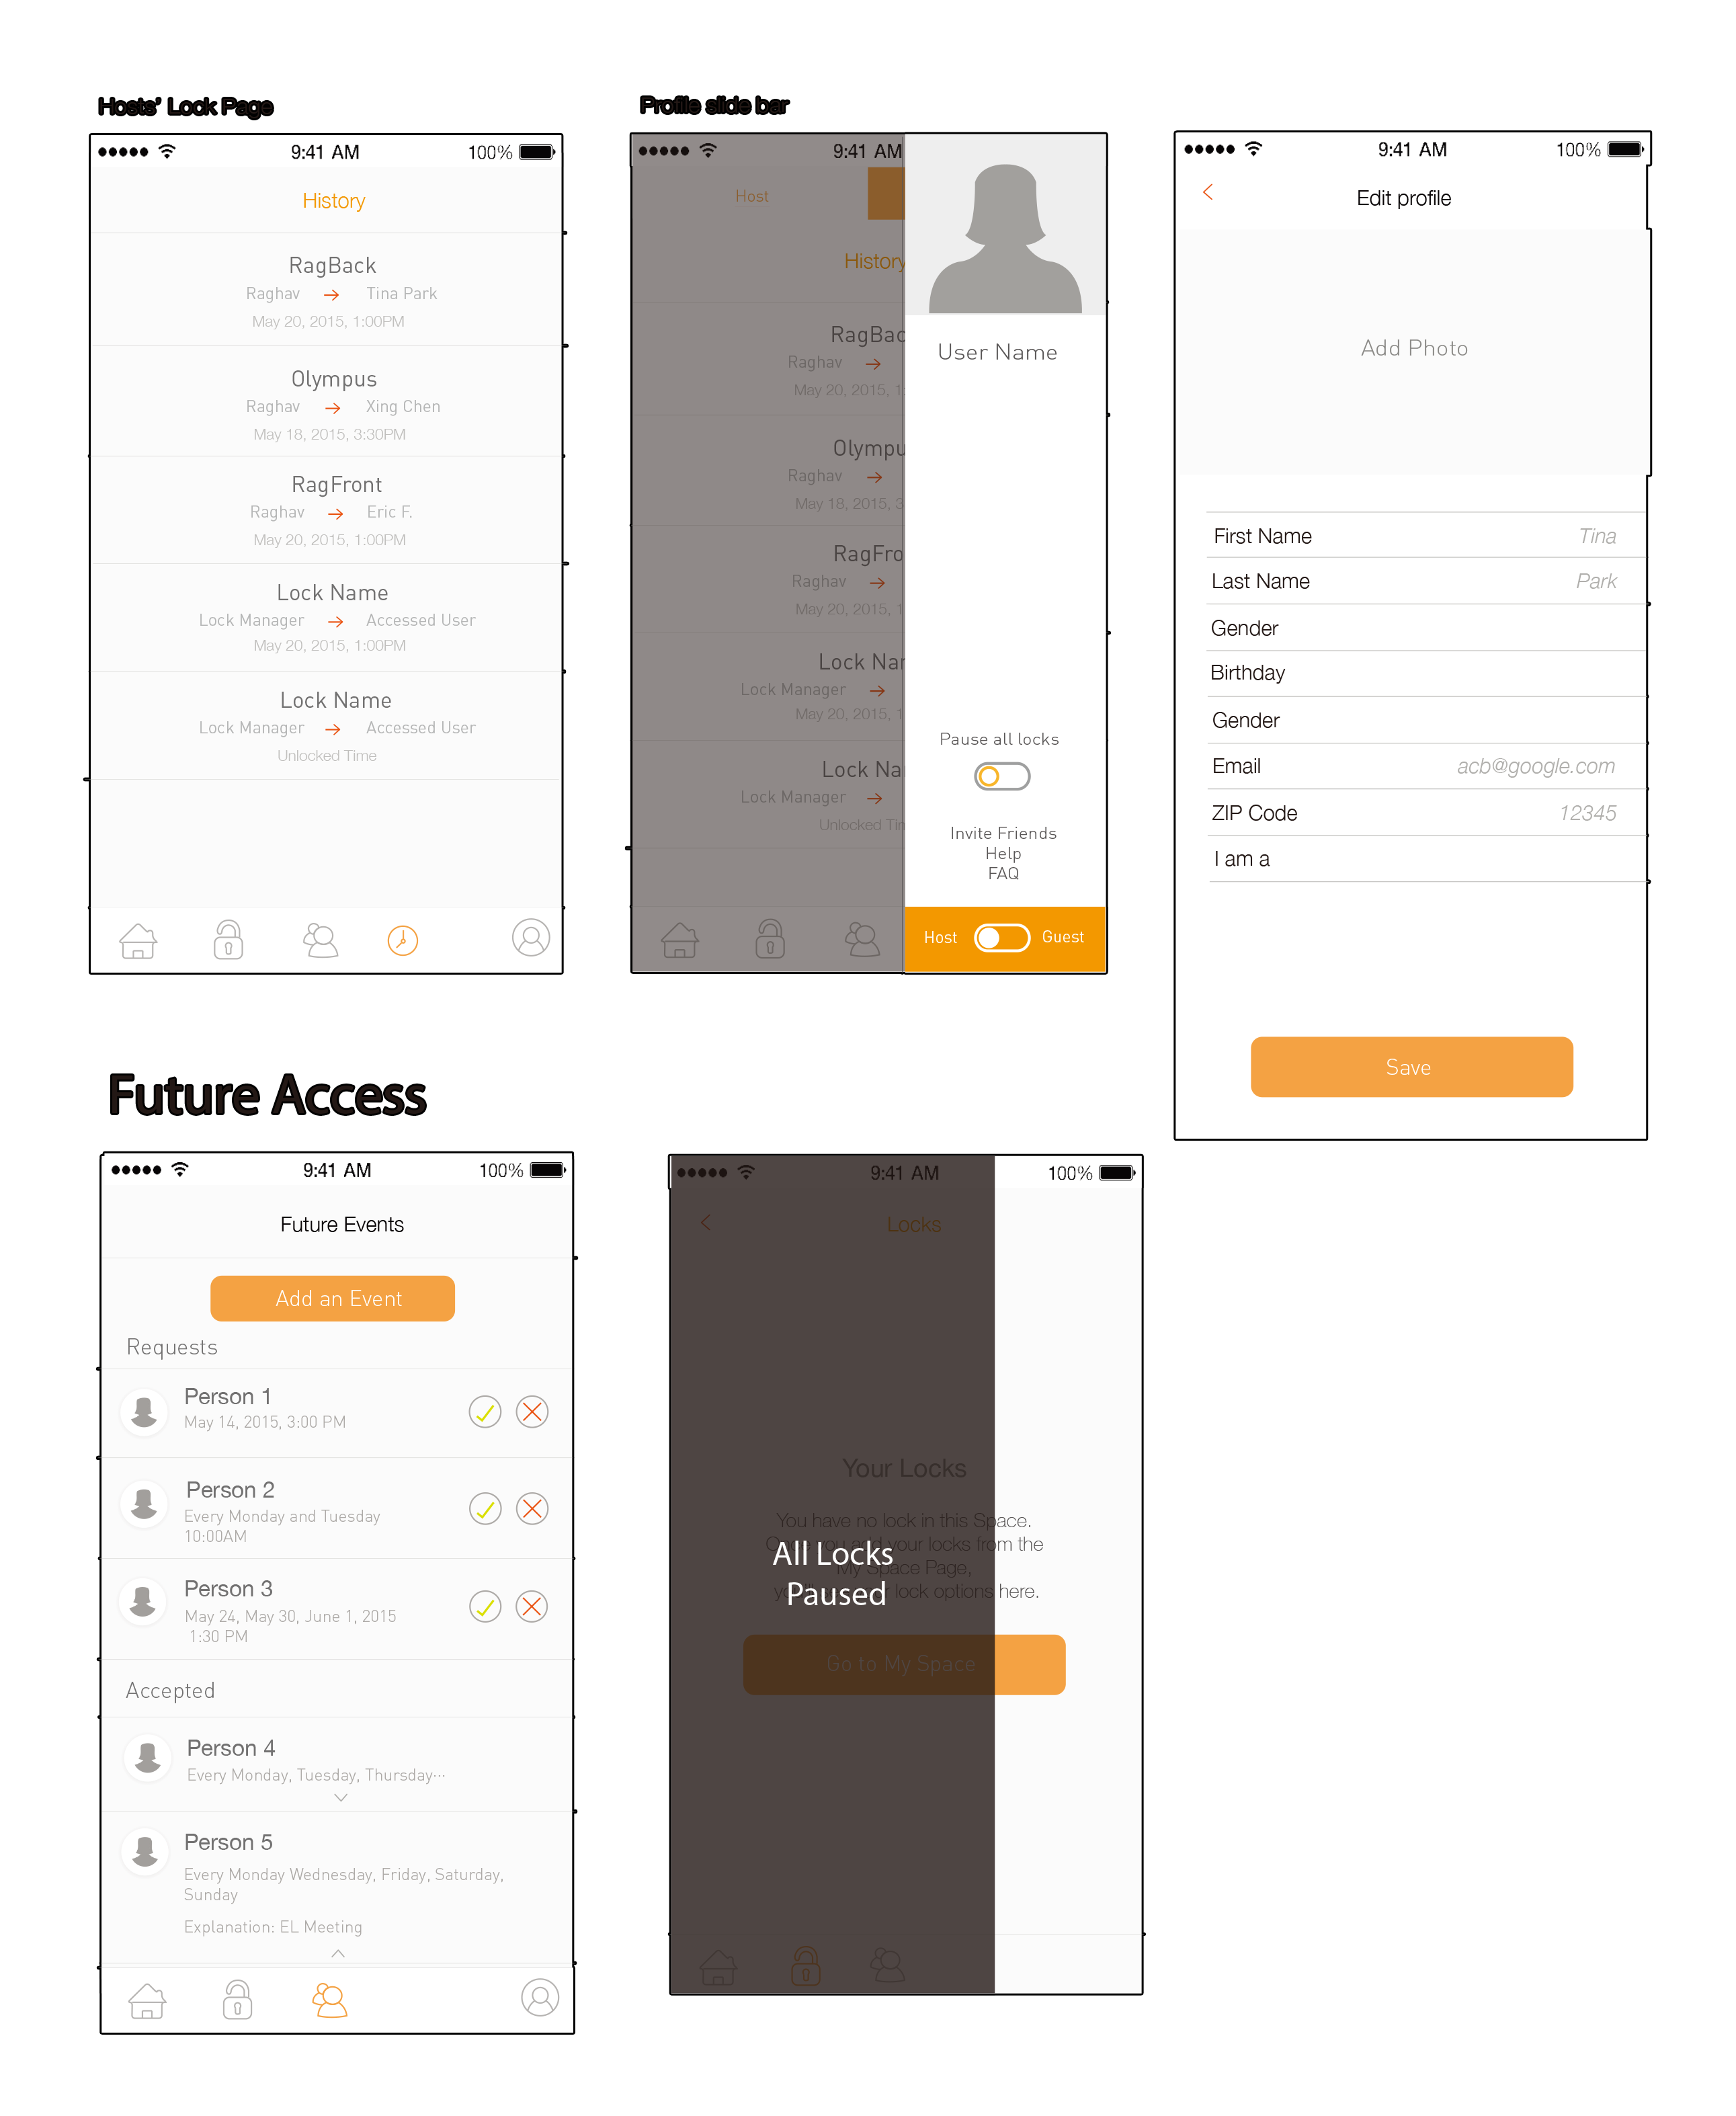 Hosts' Lock Page
9:41 AM
100%
History
RagBack
Raghav → Tina Park
May 20, 2015, 1:00PM
Olympus
Raghav → Xing Chen
May 18, 2015, 3:30PM
RagFront
Raghav → Eric F.
May 20, 2015, 1:00PM
Lock Name
Lock Manager → Accessed User
May 20, 2015, 1:00PM
Lock Name
Lock Manager → Accessed User
Unlocked Time
Profile slide bar
9:41 AM
Host
History
RagBac
Raghav →
May 20, 2015, 1
Olympu
Raghav →
May 18, 2015, 3
RagFro
Raghav →
May 20, 2015, 1
Lock Nar
Lock Manager →
May 20, 2015, 1
Lock Na
Lock Manager →
Unlocked Tin
User Name
Pause all locks
Invite Friends
Help
FAQ
Host Guest
9:41 AM
100%
Edit profile
Add Photo
First Name Tina
Last Name Park
Gender
Birthday
Gender
Email acb@google.com
ZIP Code 12345
I am a
Save
Future Access
9:41 AM
100%
Future Events
Add an Event
Requests
Person 1
May 14, 2015, 3:00 PM
Person 2
Every Monday and Tuesday
10:00AM
Person 3
May 24, May 30, June 1, 2015
1:30 PM
Accepted
Person 4
Every Monday, Tuesday, Thursday...
Person 5
Every Monday Wednesday, Friday, Saturday,
Sunday
Explanation: EL Meeting
9:41 AM
100%
Locks
Your Locks
You have no lock in this Space.
you add your locks from the
My Space Page,
lock options here.
All Locks
Paused
Go to My Space